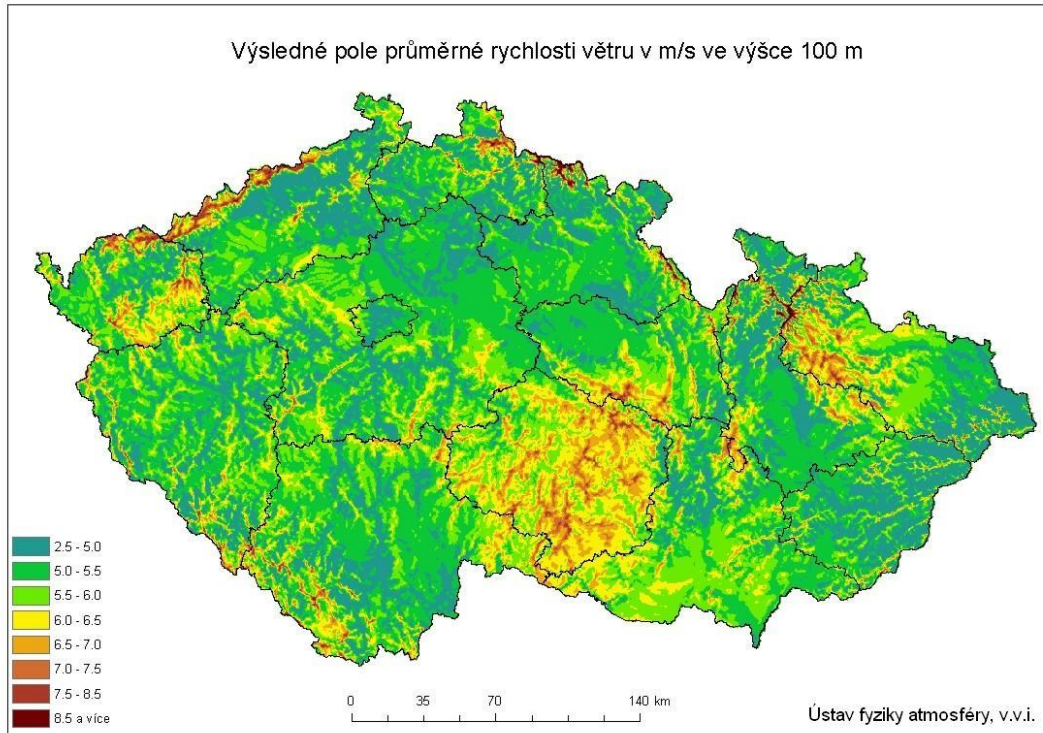 Výsledné pole průměrné rychlosti větru v m/s ve výšce 100 m
2.5 - 5.0
5.0 - 5.5
5.5 - 6.0
6.0 - 6.5
6.5 - 7.0
7.0 - 7.5
7.5 - 8.5
8.5 a více
0 35 70 140 km
Ústav fyziky atmosféry, v.v.i.